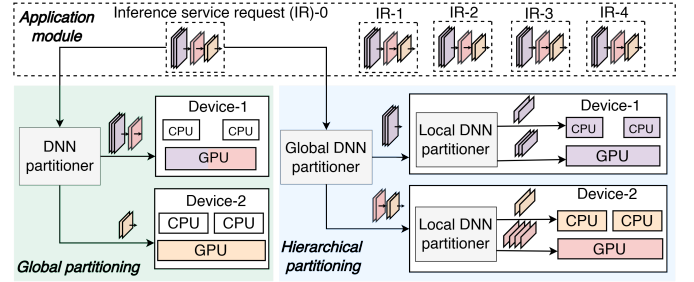 Application
module
Inference service request (IR)-0
IR-1
IR-2
IR-3
IR-4
DNN
partitioner
Device-1
CPU
CPU
GPU
Device-2
CPU
CPU
GPU
Global partitioning
Global DNN
partitioner
Local DNN
partitioner
Device-1
CPU
CPU
GPU
Local DNN
partitioner
Device-2
CPU
CPU
GPU
Hierarchical
partitioning